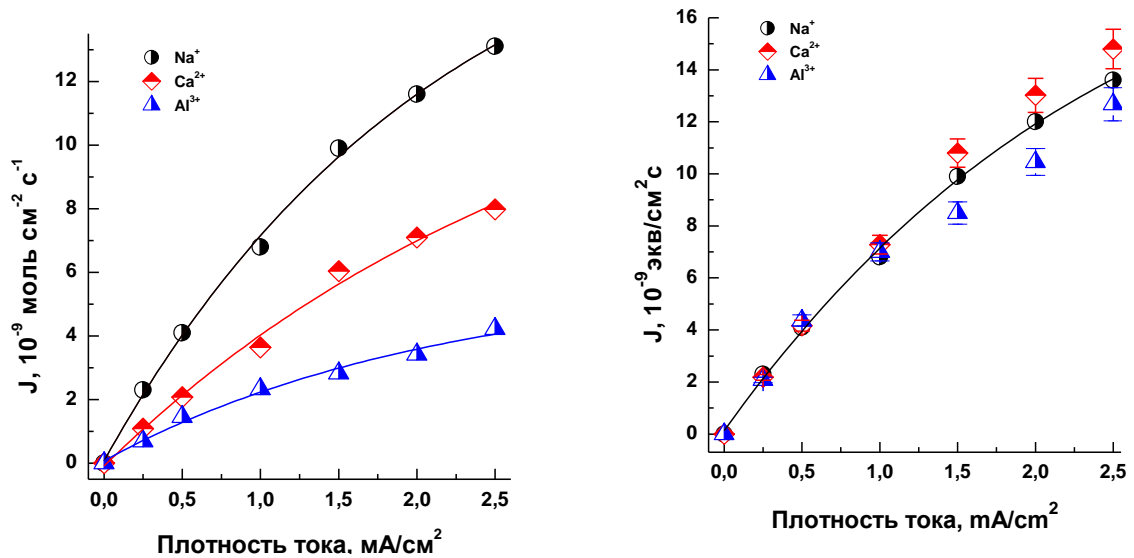 Na+
Ca2+
Al3+
12
10
8
6
4
2
0
0,0 0,5 1,0 1,5 2,0 2,5
J, 10-9 моль см-2 с-1
Плотность тока, мА/см2
Na+
Ca2+
Al3+
16
14
12
10
8
6
4
2
0
0,0 0,5 1,0 1,5 2,0 2,5
J, 10-9 экв/см2с
Плотность тока, mA/cm2